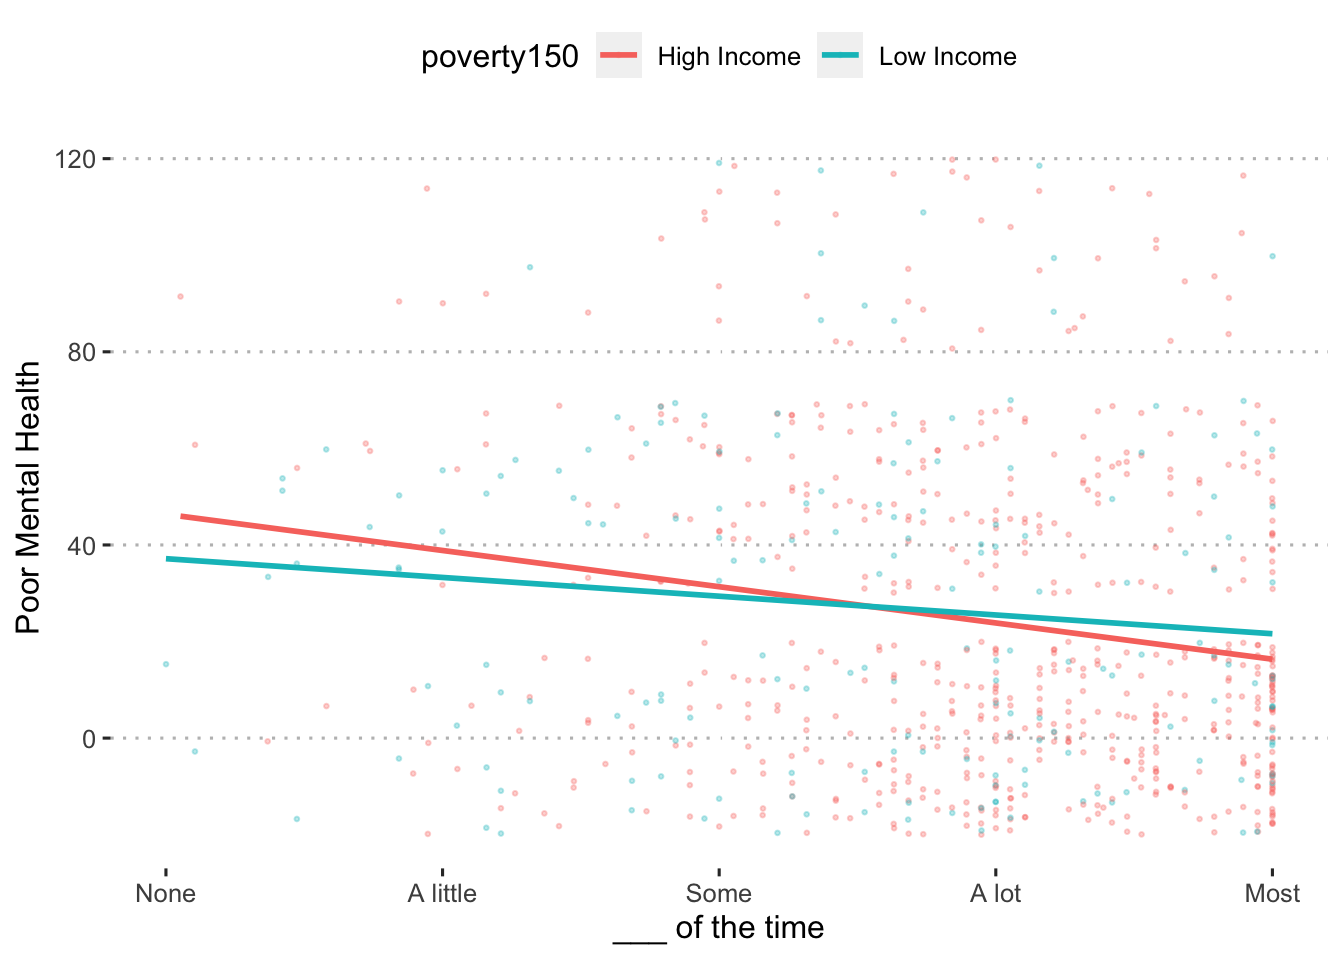 poverty150 High Income Low Income
120
80
40
0
Poor Mental Health
None A little Some A lot Most
___ of the time